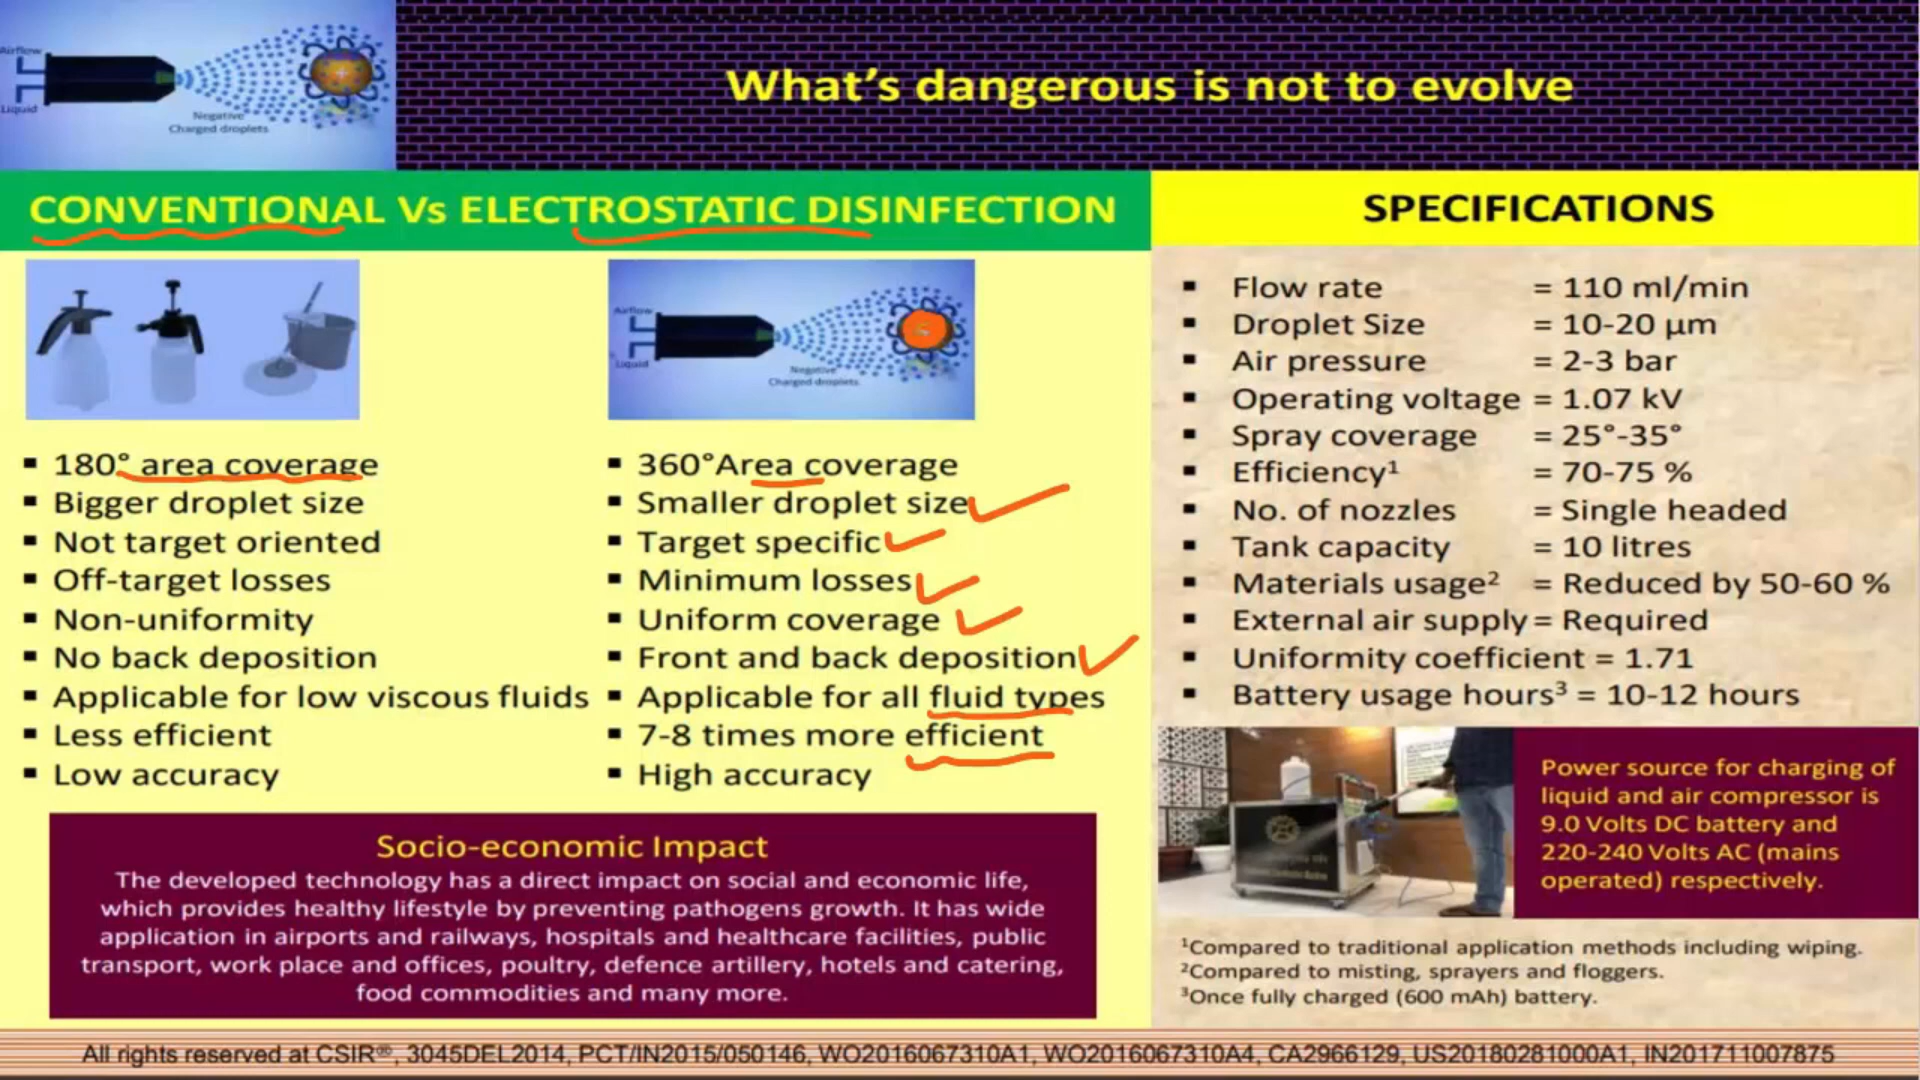 Airflow
Liquid
Negative
Charged droplets
What's dangerous is not to evolve
CONVENTIONAL Vs ELECTROSTATIC DISINFECTION
▪ 180° area coverage
▪ Bigger droplet size
▪ Not target oriented
▪ Off-target losses
▪ Non-uniformity
▪ No back deposition
▪ Applicable for low viscous fluids
▪ Less efficient
▪ Low accuracy
Airflow
Liquid
Negative
Charged droplets
▪ 360°Area coverage
▪ Smaller droplet size
▪ Target specific
▪ Minimum losses
▪ Uniform coverage
▪ Front and back deposition
▪ Applicable for all fluid types
▪ 7-8 times more efficient
▪ High accuracy
Socio-economic Impact
The developed technology has a direct impact on social and economic life,
which provides healthy lifestyle by preventing pathogens growth. It has wide
application in airports and railways, hospitals and healthcare facilities, public
transport, work place and offices, poultry, defence artillery, hotels and catering,
food commodities and many more.
SPECIFICATIONS
▪ Flow rate = 110 ml/min
▪ Droplet Size = 10-20 µm
▪ Air pressure = 2-3 bar
▪ Operating voltage = 1.07 kV
▪ Spray coverage = 25°-35°
▪ Efficiency¹ = 70-75 %
▪ No. of nozzles = Single headed
▪ Tank capacity = 10 litres
▪ Materials usage² = Reduced by 50-60 %
▪ External air supply = Required
▪ Uniformity coefficient = 1.71
▪ Battery usage hours³ = 10-12 hours
Power source for charging of
liquid and air compressor is
9.0 Volts DC battery and
220-240 Volts AC (mains
operated) respectively.
¹Compared to traditional application methods including wiping.
²Compared to misting, sprayers and floggers.
³Once fully charged (600 mAh) battery.
All rights reserved at CSIR®, 3045DEL2014, PCT/IN2015/050146, WO2016067310A1, WO2016067310A4, CA2966129, US20180281000A1, IN201711007875